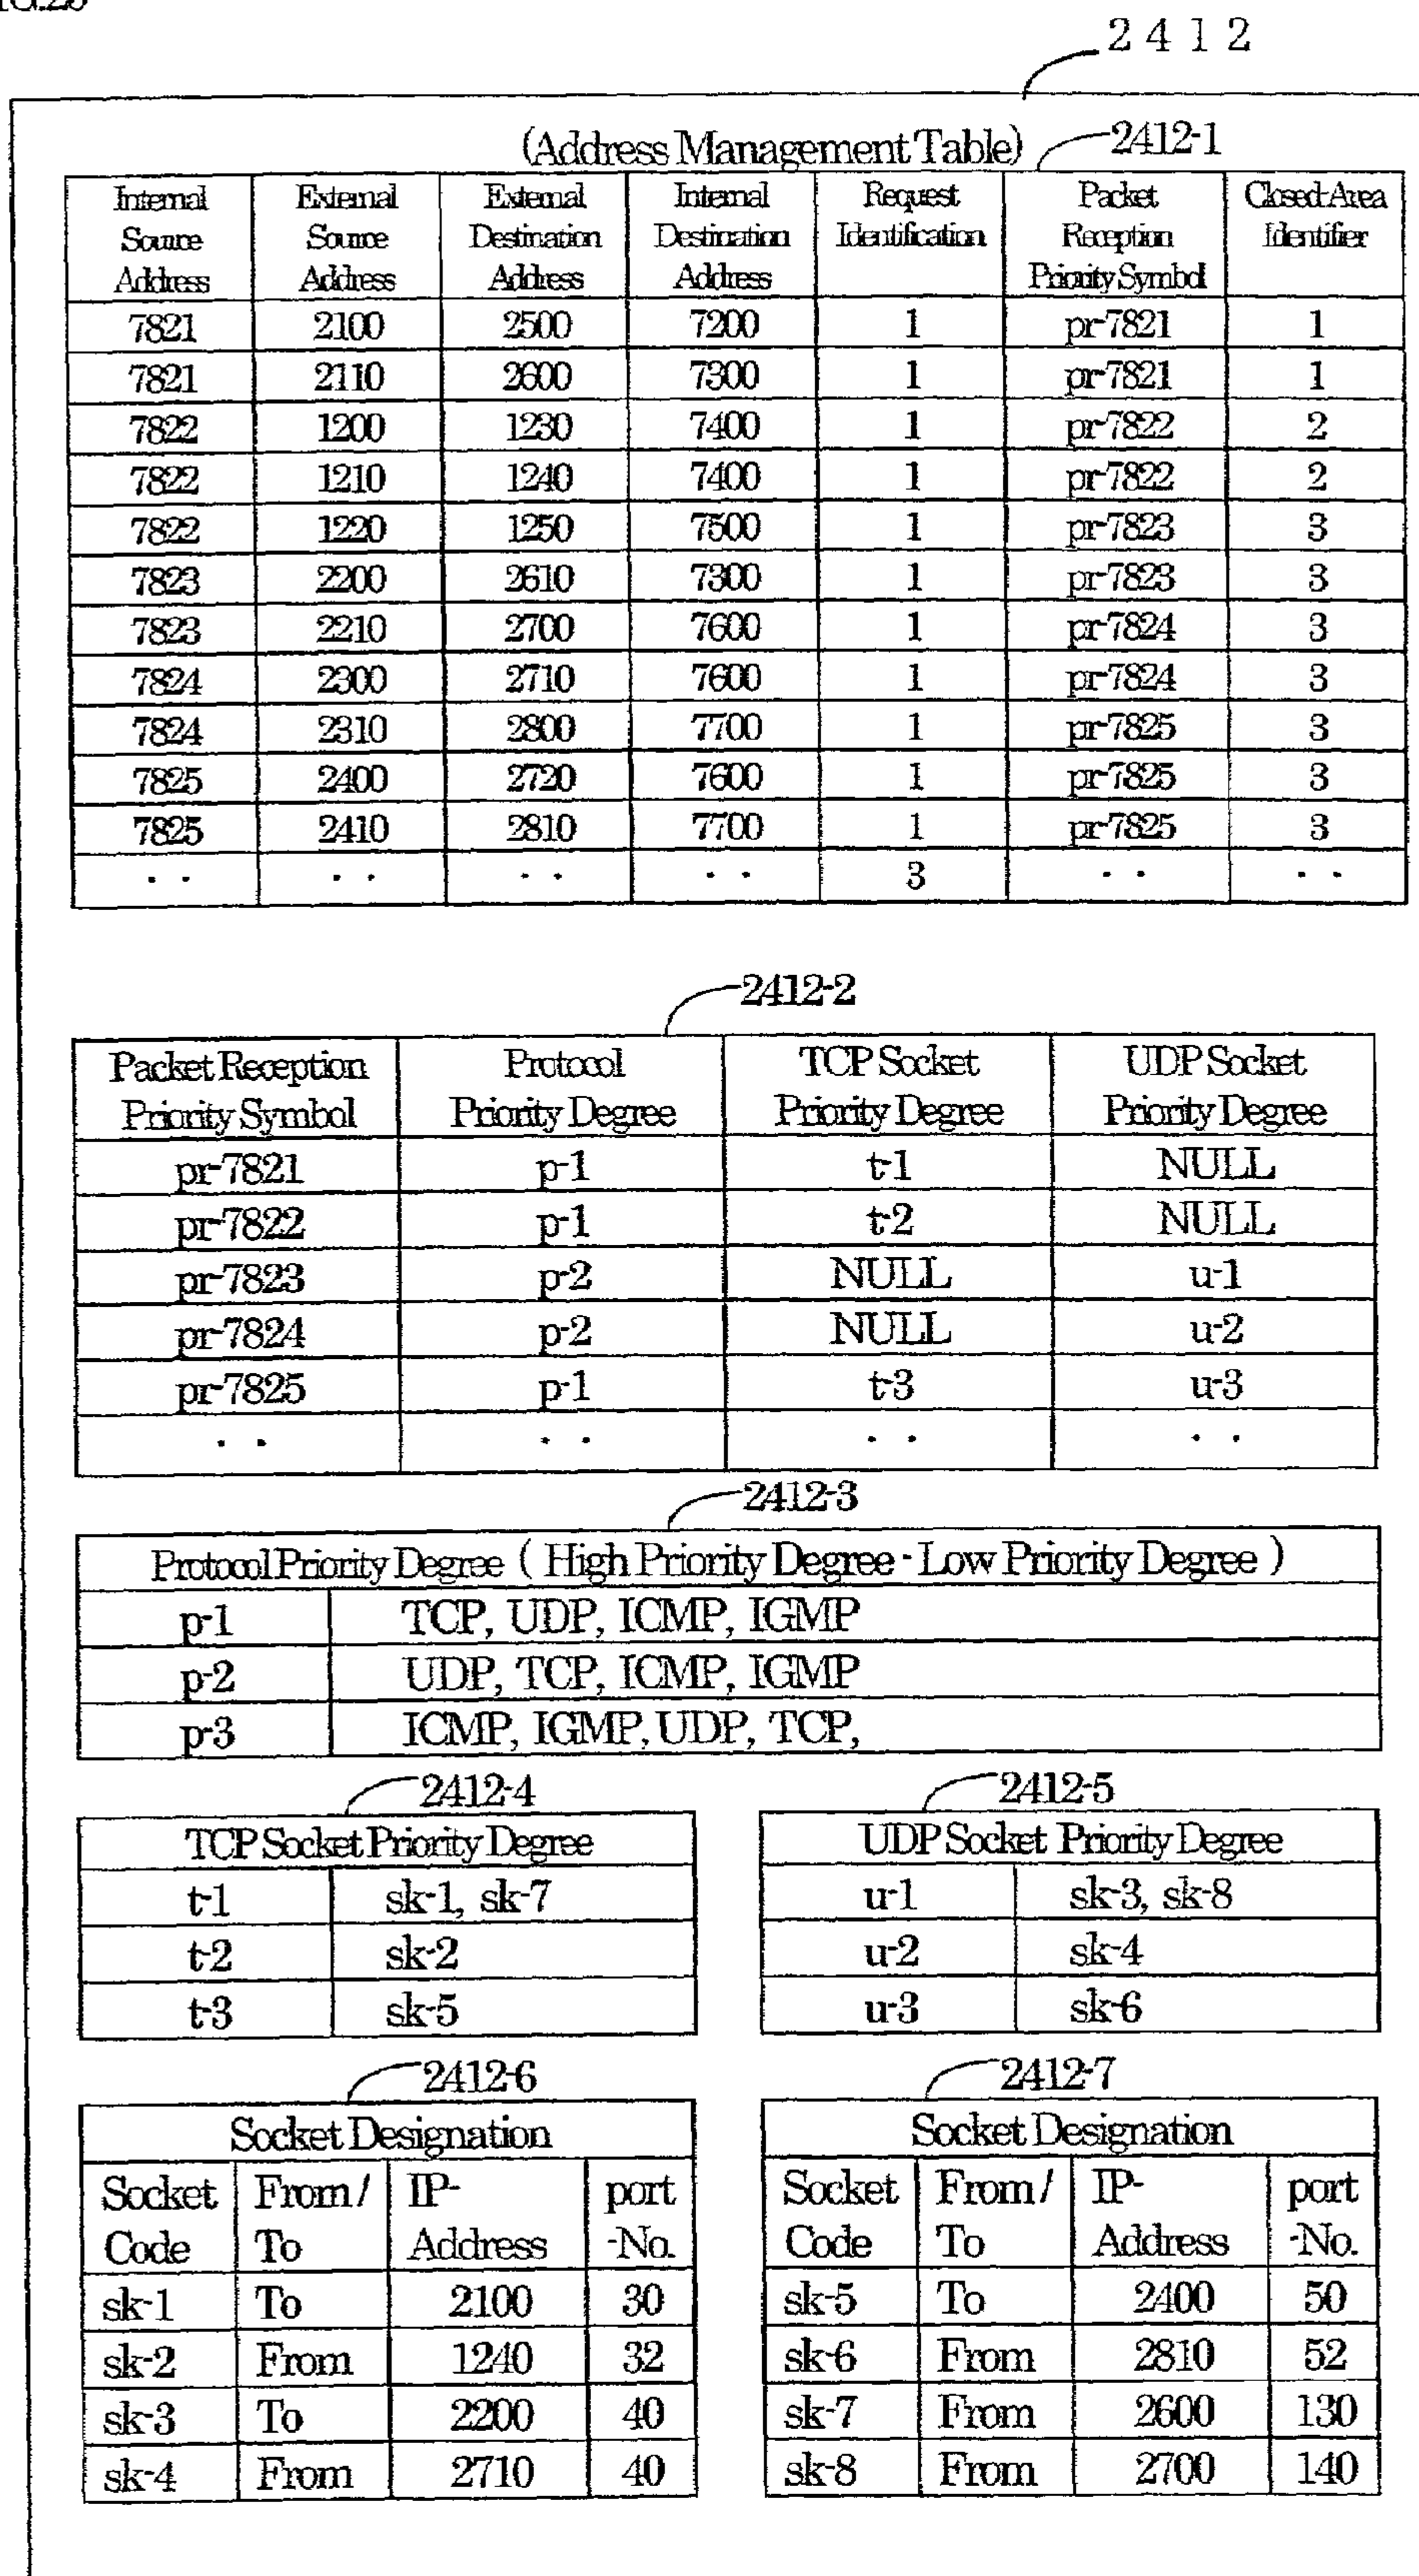 2412
(Address Management Table)
2412-1
Internal Source Address External Source Address External Destination Address Internal Destination Address Request Identification Packet Reception Priority Symbol Closed-Area Identifier
7821 2100 2500 7200 1 pr-7821 1
7821 2110 2600 7300 1 pr-7821 1
7822 1200 1230 7400 1 pr-7822 2
7822 1210 1240 7400 1 pr-7822 2
7822 1220 1250 7500 1 pr-7823 3
7823 2200 2610 7300 1 pr-7823 3
7823 2210 2700 7600 1 pr-7824 3
7824 2300 2710 7600 1 pr-7824 3
7824 2310 2800 7700 1 pr-7825 3
7825 2400 2720 7600 1 pr-7825 3
7825 2410 2810 7700 1 pr-7825 3
. . . . . . . . 3 . . . .
2412-2
Packet Reception Priority Symbol Protocol Priority Degree TCP Socket Priority Degree UDP Socket Priority Degree
pr-7821 p-1 t-1 NULL
pr-7822 p-1 t-2 NULL
pr-7823 p-2 NULL u-1
pr-7824 p-2 NULL u-2
pr-7825 p-1 t-3 u-3
. . . . . . . .
2412-3
Protocol Priority Degree ( High Priority Degree - Low Priority Degree )
p-1 TCP, UDP, ICMP, IGMP
p-2 UDP, TCP, ICMP, IGMP
p-3 ICMP, IGMP, UDP, TCP,
2412-4
TCP Socket Priority Degree
t-1 sk-1, sk-7
t-2 sk-2
t-3 sk-5
2412-5
UDP Socket Priority Degree
u-1 sk-3, sk-8
u-2 sk-4
u-3 sk-6
2412-6
Socket Designation
Socket Code From/To IP-Address port-No.
sk-1 To 2100 30
sk-2 From 1240 32
sk-3 To 2200 40
sk-4 From 2710 40
2412-7
Socket Designation
Socket Code From/To IP-Address port-No.
sk-5 To 2400 50
sk-6 From 2810 52
sk-7 From 2600 130
sk-8 From 2700 140